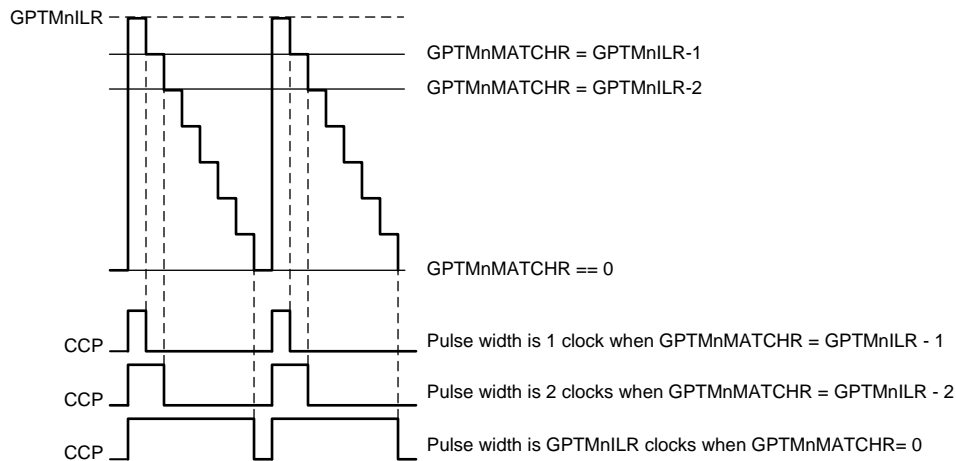 GPTMnILR
GPTMnMATCHR = GPTMnILR-1
GPTMnMATCHR = GPTMnILR-2
GPTMnMATCHR == 0
CCP
Pulse width is 1 clock when GPTMnMATCHR = GPTMnILR - 1
CCP
Pulse width is 2 clocks when GPTMnMATCHR = GPTMnILR - 2
CCP
Pulse width is GPTMnILR clocks when GPTMnMATCHR= 0